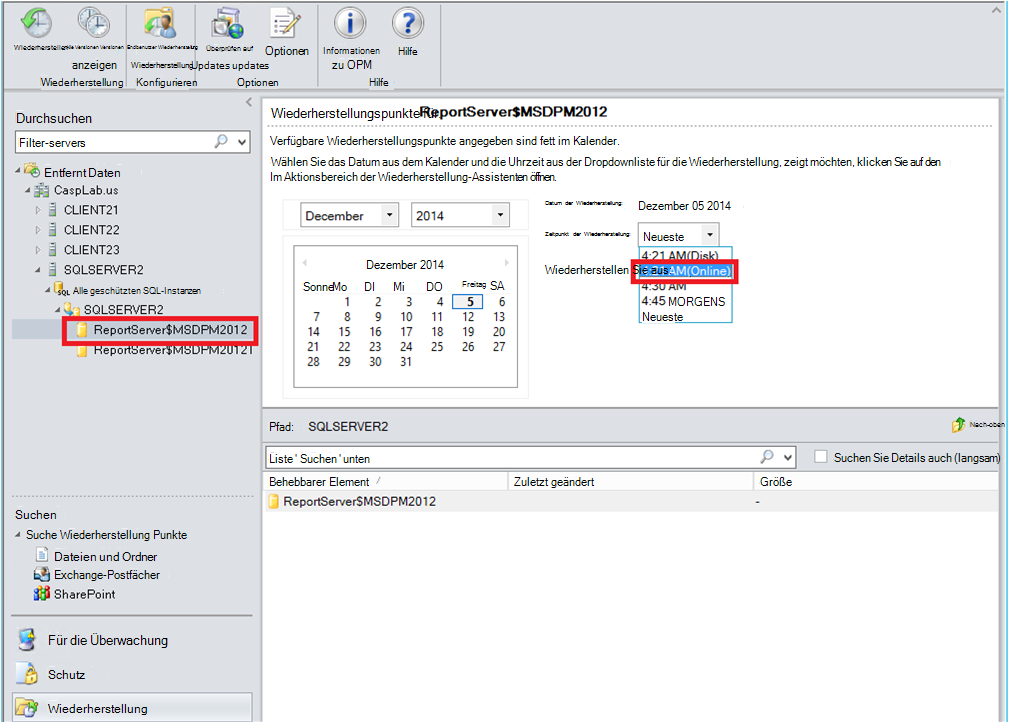 Wiederherstellen
Alle Versionen Versionen
anzeigen
Wiederherstellung
Endbenutzer Wiederherstellung
Wiederherstellung
Konfigurieren
Überprüfen auf
Updates updates
Optionen
Optionen
Informationen
zu OPM
Hilfe
Hilfe
Durchsuchen
Filter-servers
Entfernt Daten
CaspLab.us
CLIENT21
CLIENT22
CLIENT23
SQLSERVER2
Alle geschützten SQL-Instanzen
SQLSERVER2
ReportServer$MSDPM2012
ReportServer$MSDPM2012T
Suchen
Suche Wiederherstellung Punkte
Dateien und Ordner
Exchange-Postfächer
SharePoint
Für die Überwachung
Schutz
Wiederherstellung
Wiederherstellungspunkte für: ReportServer$MSDPM2012
Verfügbare Wiederherstellungspunkte angegeben sind fett im Kalender.
Wählen Sie das Datum aus dem Kalender und die Uhrzeit aus der Dropdownliste für die Wiederherstellung, zeigt möchten, klicken Sie auf den
Im Aktionsbereich der Wiederherstellung-Assistenten öffnen.
December 2014
Dezember 2014
Sonne Mo DI Mi DO Freitag SA
1 2 3 4 5 6
7 8 9 10 11 12 13
14 15 16 17 18 19 20
21 22 23 24 25 26 27
28 29 30 31
Datum der Wiederherstellung: Dezember 05 2014
Zeitpunkt der Wiederherstellung: Neueste
4:21 AM(Disk)
Wiederherstellen Sie aus: AM(Online)
4:30 AM
4:45 MORGENS
Neueste
Pfad: SQLSERVER2
Nach-oben
Liste ' Suchen ' unten
Suchen Sie Details auch (langsam)
Behebbarer Element / Zuletzt geändert Größe
ReportServer$MSDPM2012 -